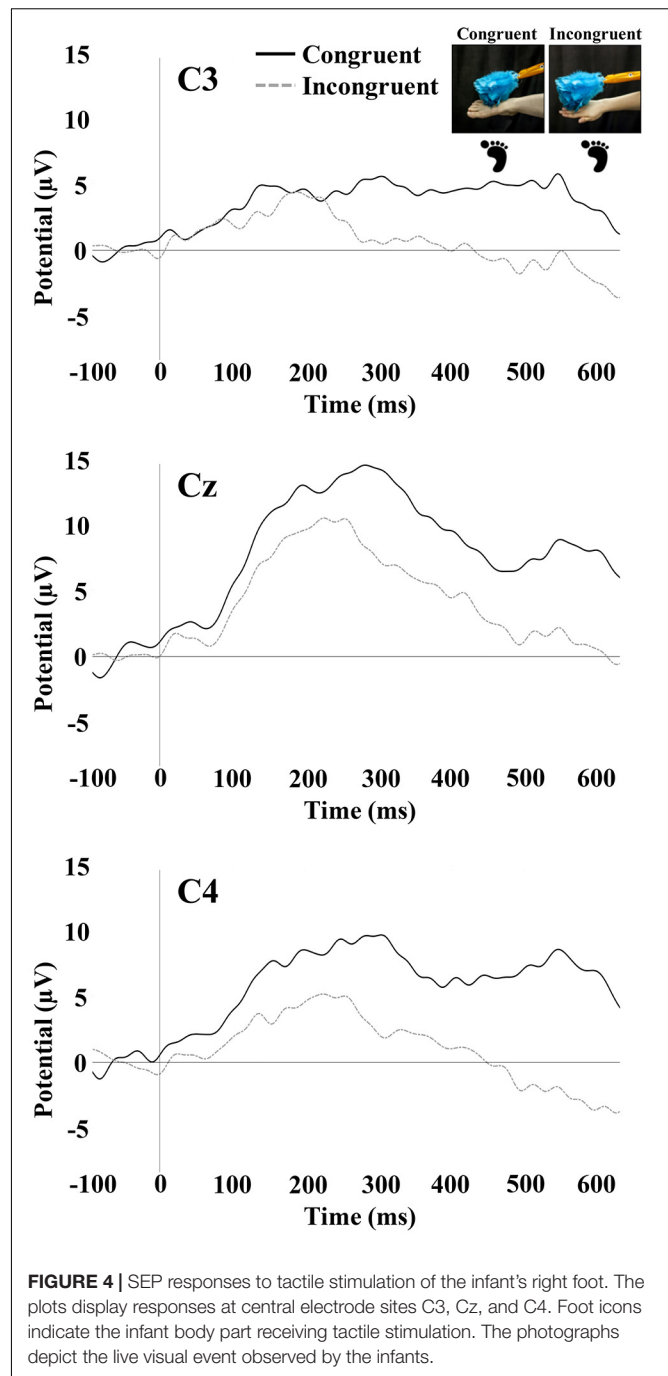 Congruent Incongruent
15
C3
Congruent
Incongruent
10
5
0
-5
Potential (µV)
-100 0 100 200 300 400 500 600
Time (ms)
15
Cz
10
5
0
-5
Potential (µV)
-100 0 100 200 300 400 500 600
Time (ms)
15
C4
10
5
0
-5
Potential (µV)
-100 0 100 200 300 400 500 600
Time (ms)
FIGURE 4 | SEP responses to tactile stimulation of the infant's right foot. The
plots display responses at central electrode sites C3, Cz, and C4. Foot icons
indicate the infant body part receiving tactile stimulation. The photographs
depict the live visual event observed by the infants.